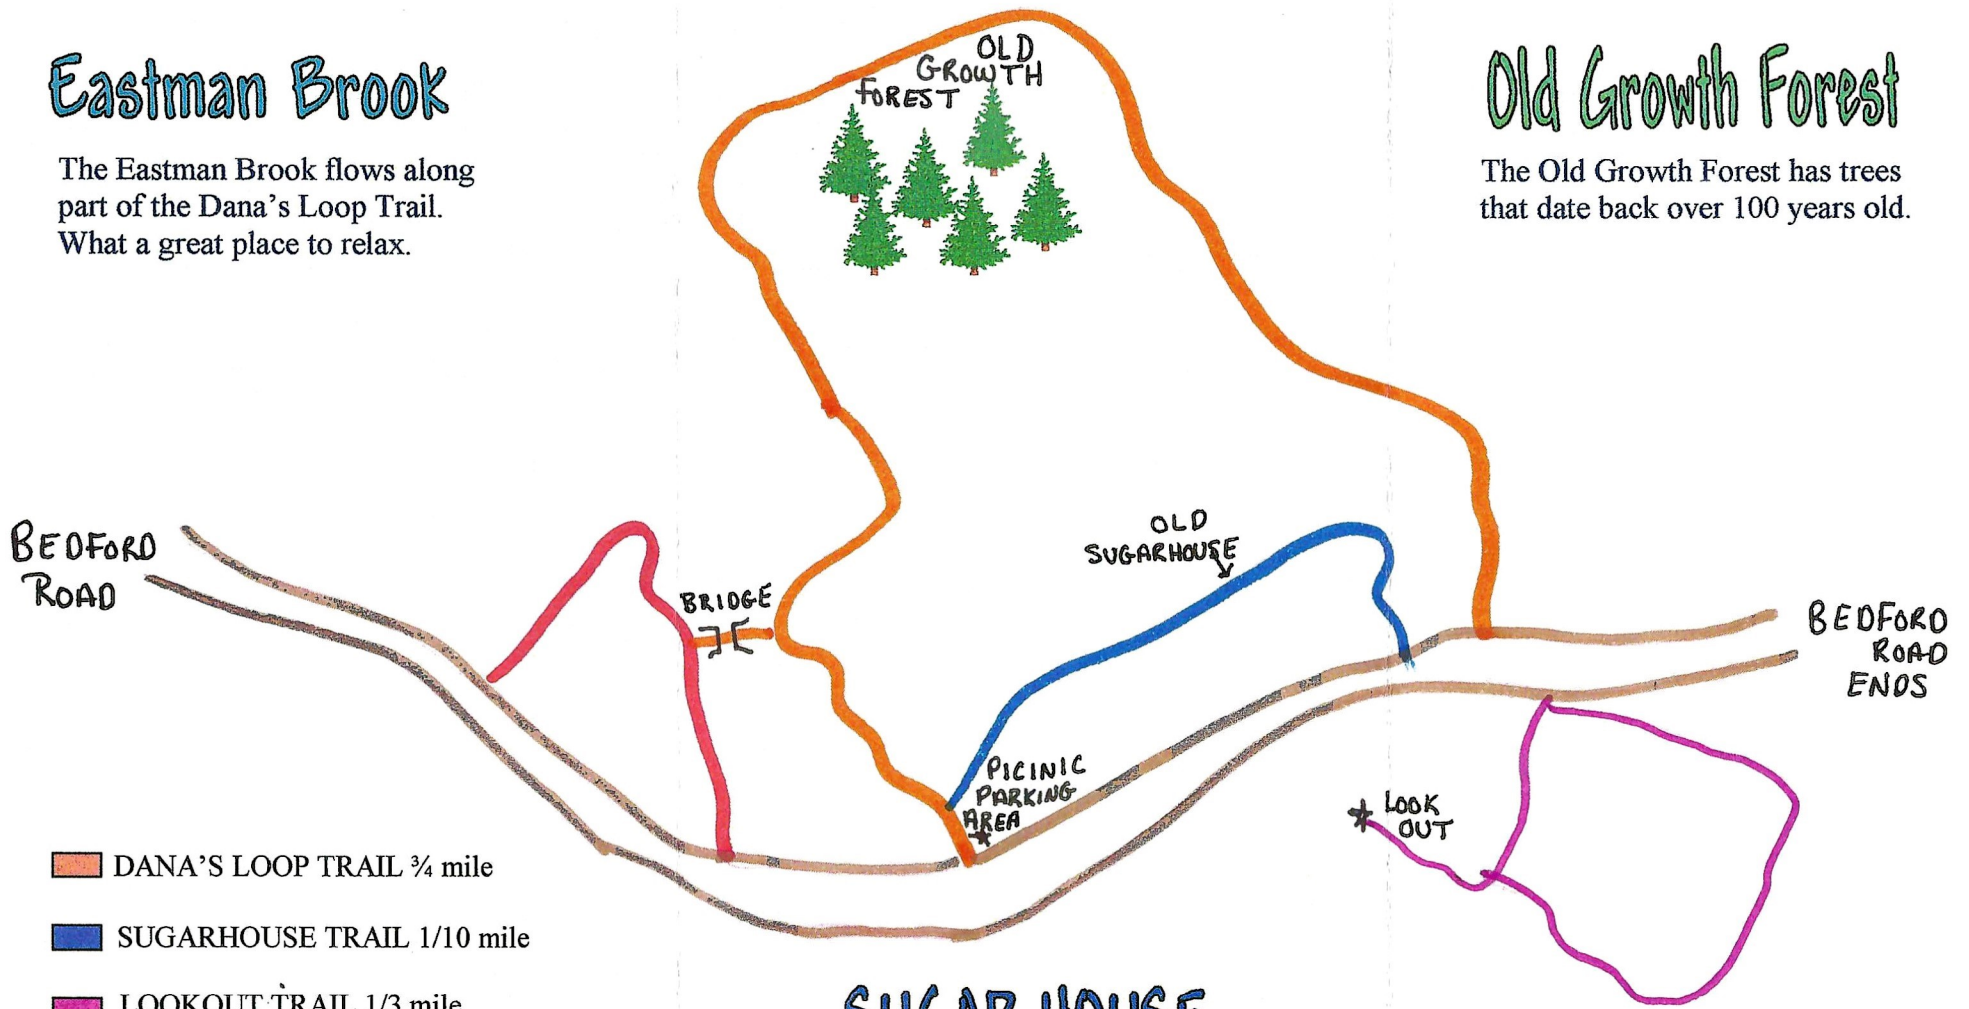 Eastman Brook
The Eastman Brook flows along
part of the Dana's Loop Trail.
What a great place to relax.
OLD
GROWTH
FOREST
Old Growth Forest
The Old Growth Forest has trees
that date back over 100 years old.
BEDFORD
ROAD
BRIDGE
OLD
SUGARHOUSE
PICINIC
PARKING
AREA
BEDFORD
ROAD
ENDS
LOOK
OUT
DANA'S LOOP TRAIL ¾ mile
SUGARHOUSE TRAIL 1/10 mile
LOOKOUT TRAIL 1/3 mile
SUGAR HOUSE